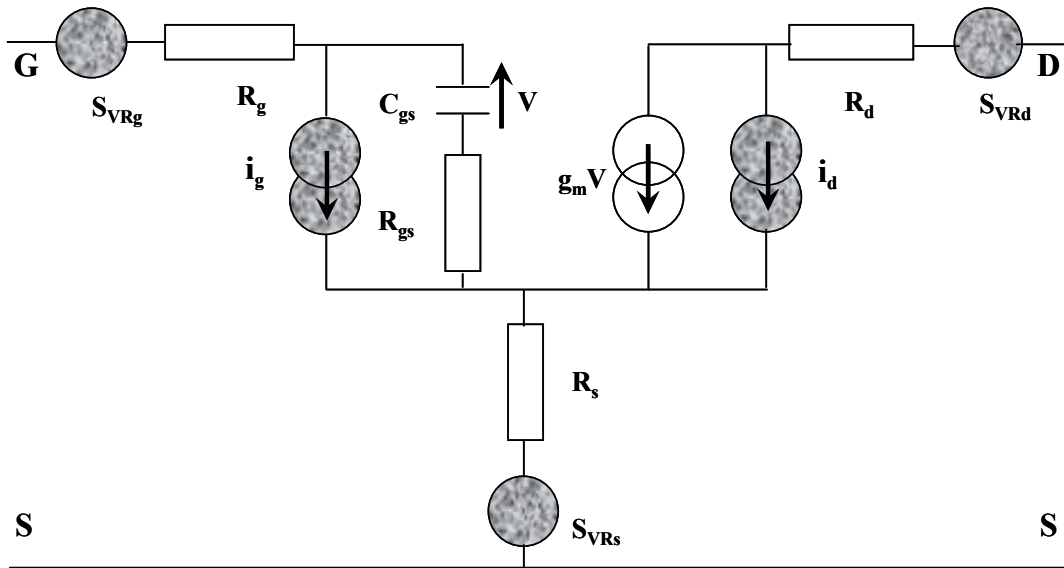 G
S_VRg
R_g
C_gs
V
i_g
R_gs
g_mV
i_d
R_d
S_VRd
D
R_s
S_VRs
S
S